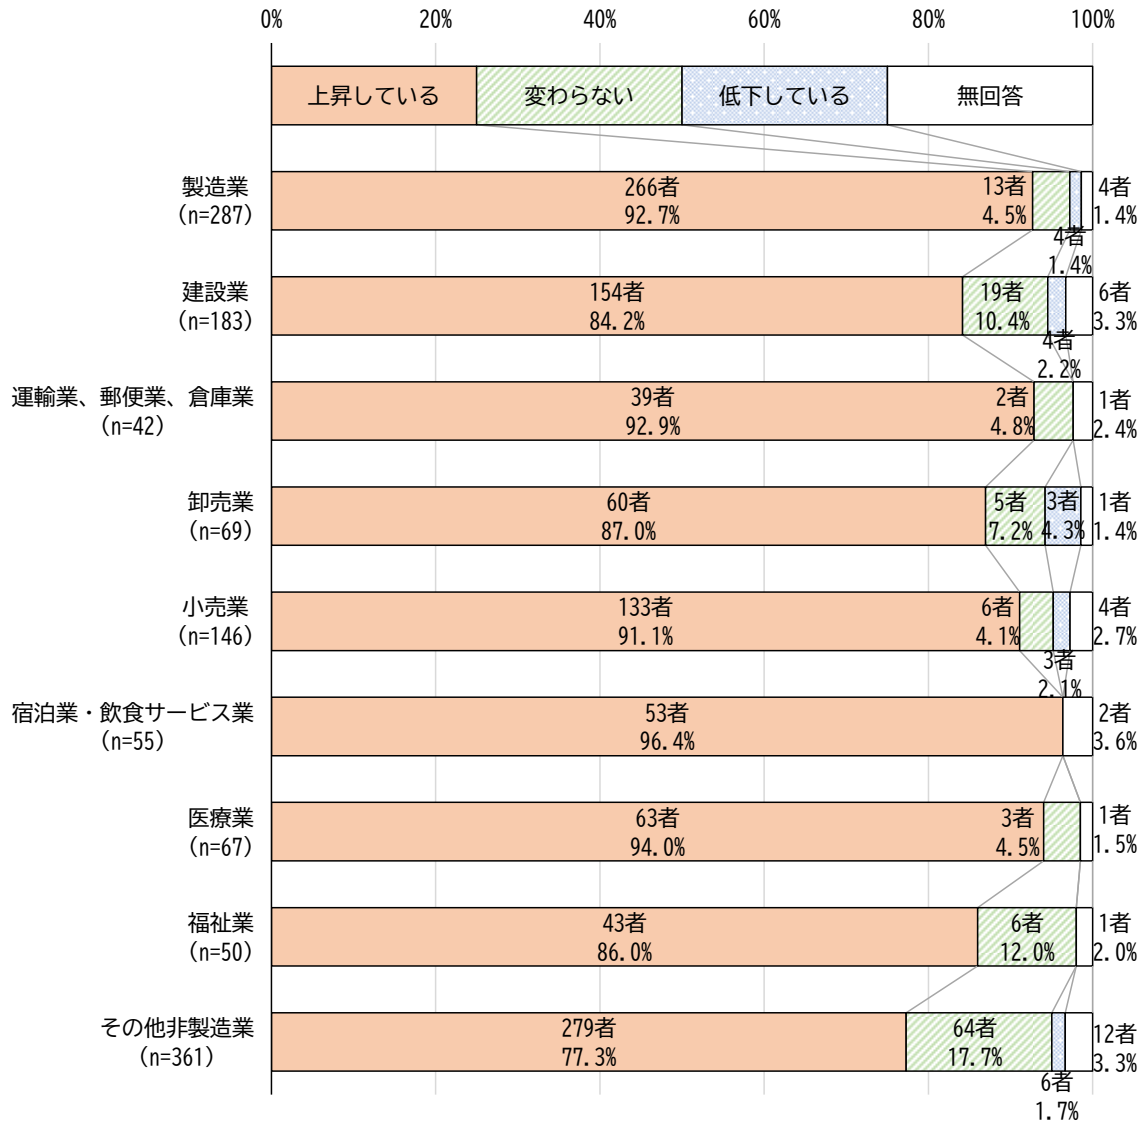 0% 20% 40% 60% 80% 100%
上昇している 変わらない 低下している 無回答
製造業 266者 13者 4者
(n=287) 92.7% 4.5% 1.4%
4者
1.4%
建設業 154者 19者 6者
(n=183) 84.2% 10.4% 3.3%
4者
2.2%
運輸業、郵便業、倉庫業 39者 2者 1者
(n=42) 92.9% 4.8% 2.4%
卸売業 60者 5者 3者 1者
(n=69) 87.0% 7.2% 4.3% 1.4%
小売業 133者 6者 4者
(n=146) 91.1% 4.1% 2.7%
3者
2.1%
宿泊業・飲食サービス業 53者 2者
(n=55) 96.4% 3.6%
医療業 63者 3者 1者
(n=67) 94.0% 4.5% 1.5%
福祉業 43者 6者 1者
(n=50) 86.0% 12.0% 2.0%
その他非製造業 279者 64者 12者
(n=361) 77.3% 17.7% 3.3%
6者
1.7%